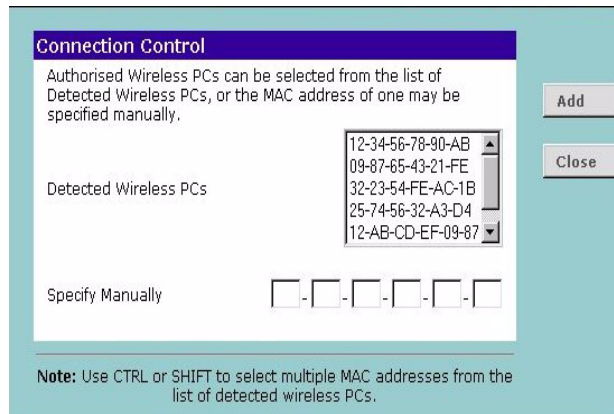 Connection Control
Authorised Wireless PCs can be selected from the list of
Detected Wireless PCs, or the MAC address of one may be
specified manually.
Add
Close
Detected Wireless PCs
12-34-56-78-90-AB
09-87-65-43-21-FE
32-23-54-FE-AC-1B
25-74-56-32-A3-D4
12-AB-CD-EF-09-87
Specify Manually
- - - - -
Note: Use CTRL or SHIFT to select multiple MAC addresses from the
list of detected wireless PCs.